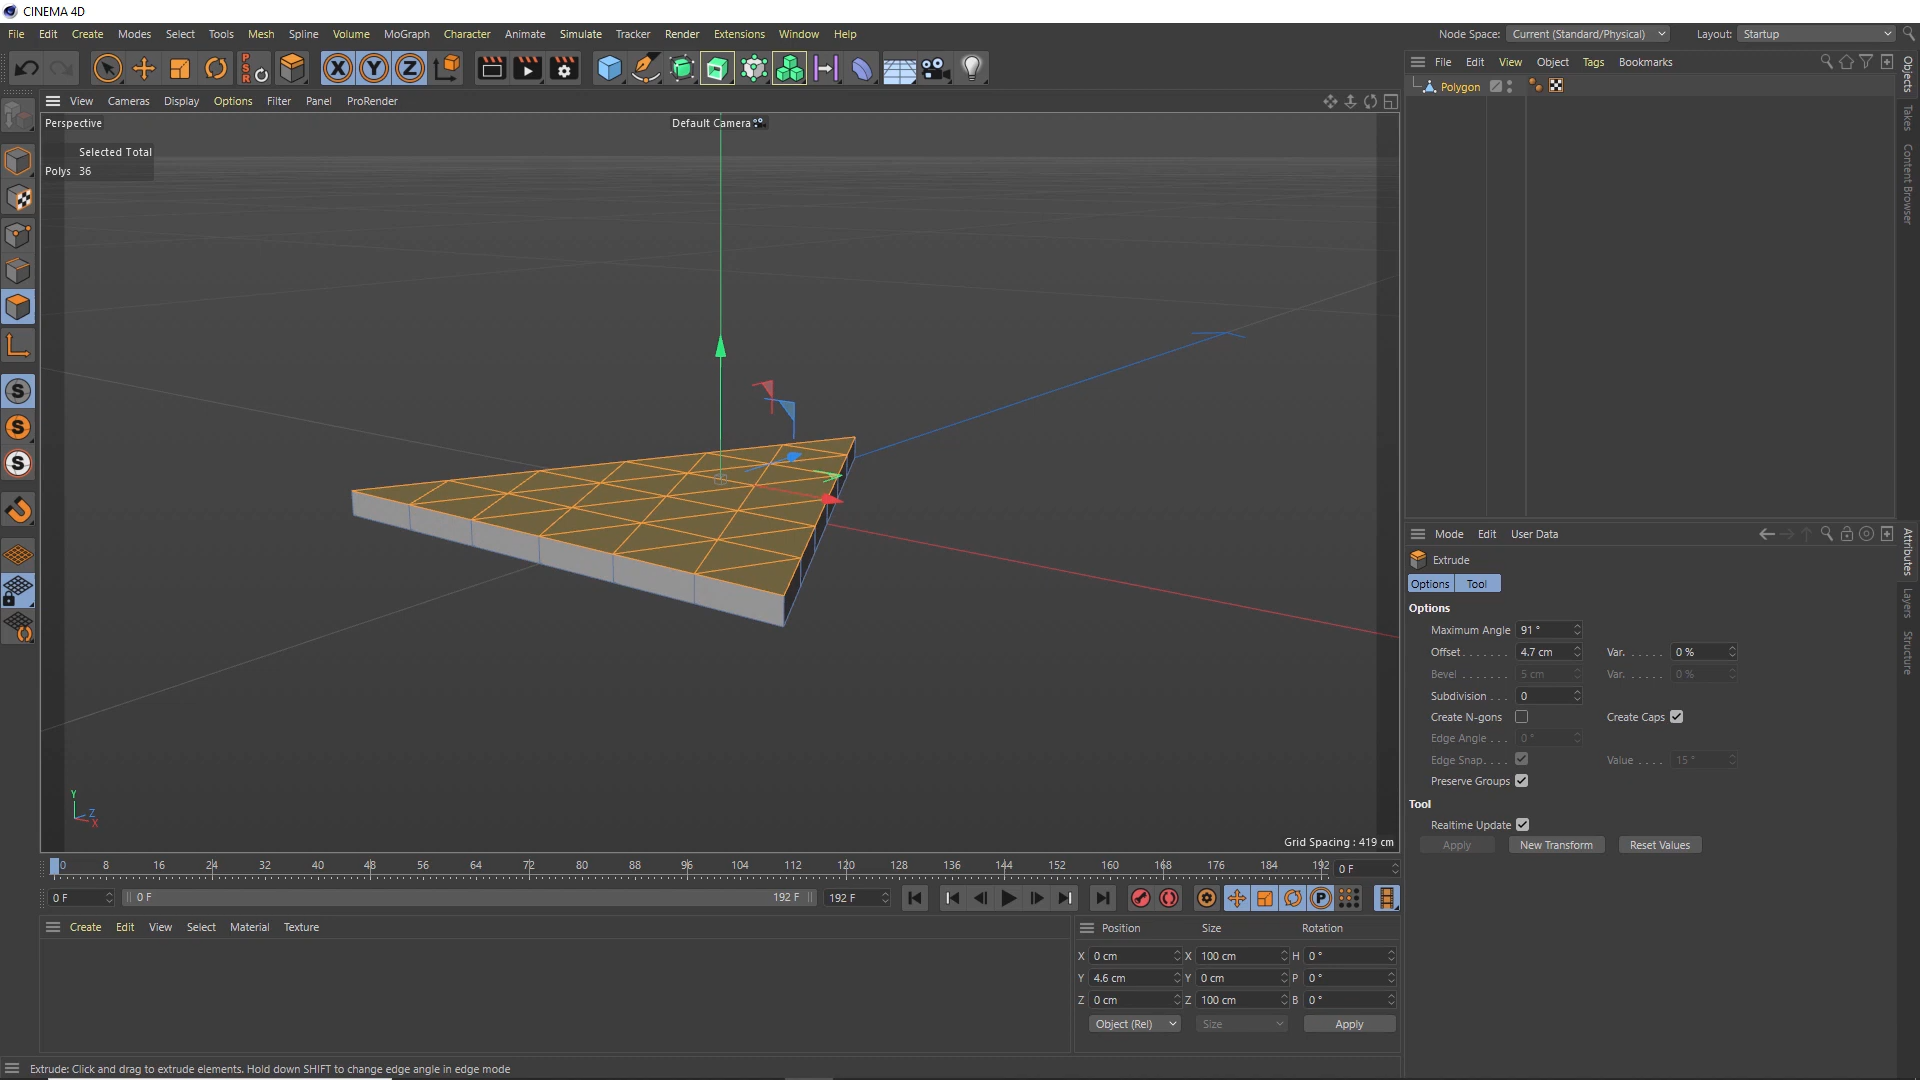 CINEMA 4D
File Edit Create Modes Select Tools Mesh Spline Volume MoGraph Character Animate Simulate Tracker Render Extensions Window Help
Node Space: Current (Standard/Physical) Layout: Startup
P
S
R
X Y Z
File Edit View Object Tags Bookmarks
View Cameras Display Options Filter Panel ProRender
Polygon
Perspective
Default Camera
Selected Total
Polys 36
S
S
S
Objects
Takes
Content Browser
Mode Edit User Data
Attributes
Layers
Structure
Extrude
Options Tool
Options
Maximum Angle 91 °
Offset. . . . . . . 4.7 cm Var. . . . . . 0 %
Bevel . . . . . . . 5 cm Var. . . . . . 0 %
Subdivision . . . 0
Create N-gons Create Caps
Edge Angle . . . 0 °
Edge Snap. . . . Value . . . . 15 °
Preserve Groups
Tool
Realtime Update
Apply New Transform Reset Values
Y
Z
X
Grid Spacing : 419 cm
0 8 16 24 32 40 48 56 64 72 80 88 96 104 112 120 128 136 144 152 160 168 176 184 192 0 F
0 F 0 F 192 F 192 F P
Create Edit View Select Material Texture
Position Size Rotation
X 0 cm X 100 cm H 0 °
Y 4.6 cm Y 0 cm P 0 °
Z 0 cm Z 100 cm B 0 °
Object (Rel) Size Apply
Extrude: Click and drag to extrude elements. Hold down SHIFT to change edge angle in edge mode